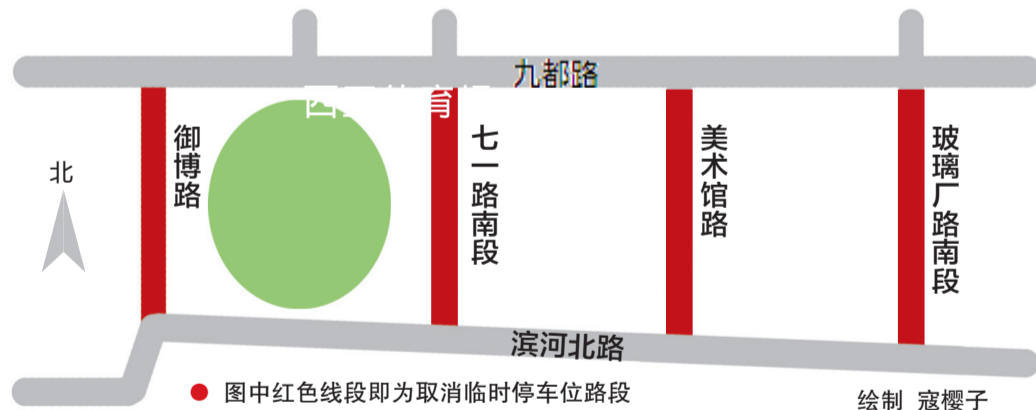 九都路
御博路
七一路南段
美术馆路
玻璃厂路南段
北
滨河北路
图中红色线段即为取消临时停车位路段
绘制 寇樱子